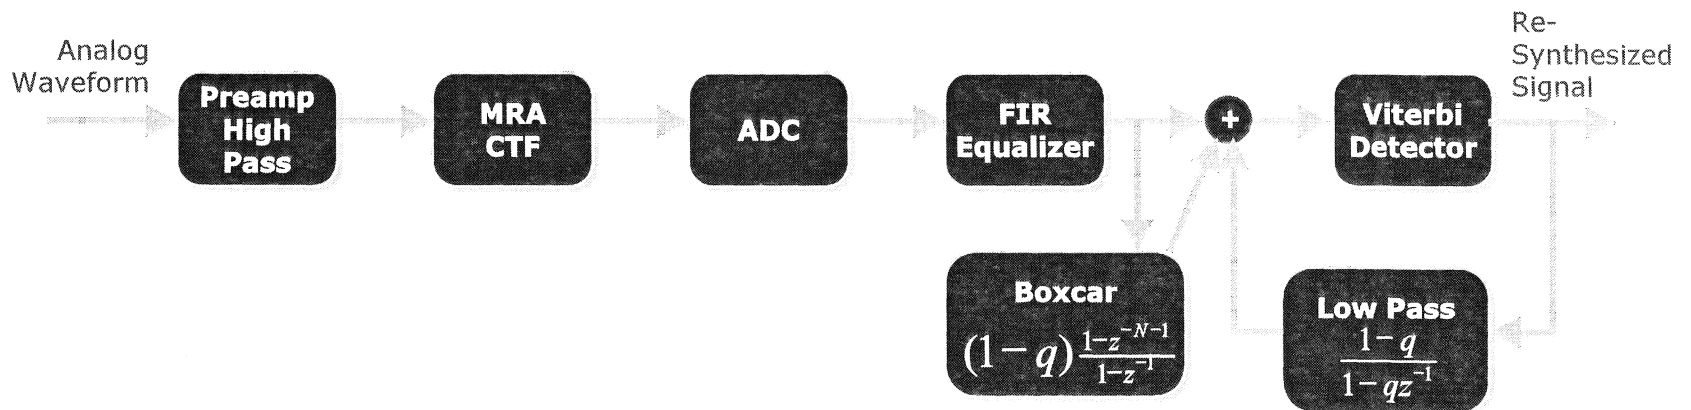 Analog
Waveform
Preamp
High
Pass
MRA
CTF
ADC
FIR
Equalizer
+
Viterbi
Detector
Re-
Synthesized
Signal
Boxcar
(1-q) 1-z^{-N-1} / 1-z^{-1}
Low Pass
1-q / 1-qz^{-1}